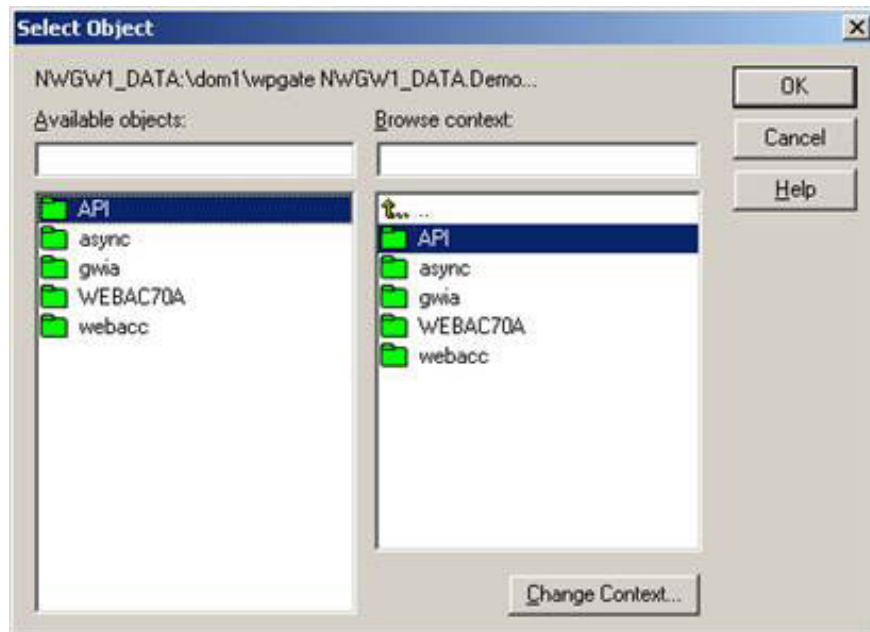 Select Object
NWGW1_DATA:\dom1\wpgate NWGW1_DATA.Demo...
OK
Available objects:
Browse context:
Cancel
Help
API
async
gwia
WEBAC70A
webacc
..
API
async
gwia
WEBAC70A
webacc
Change Context...